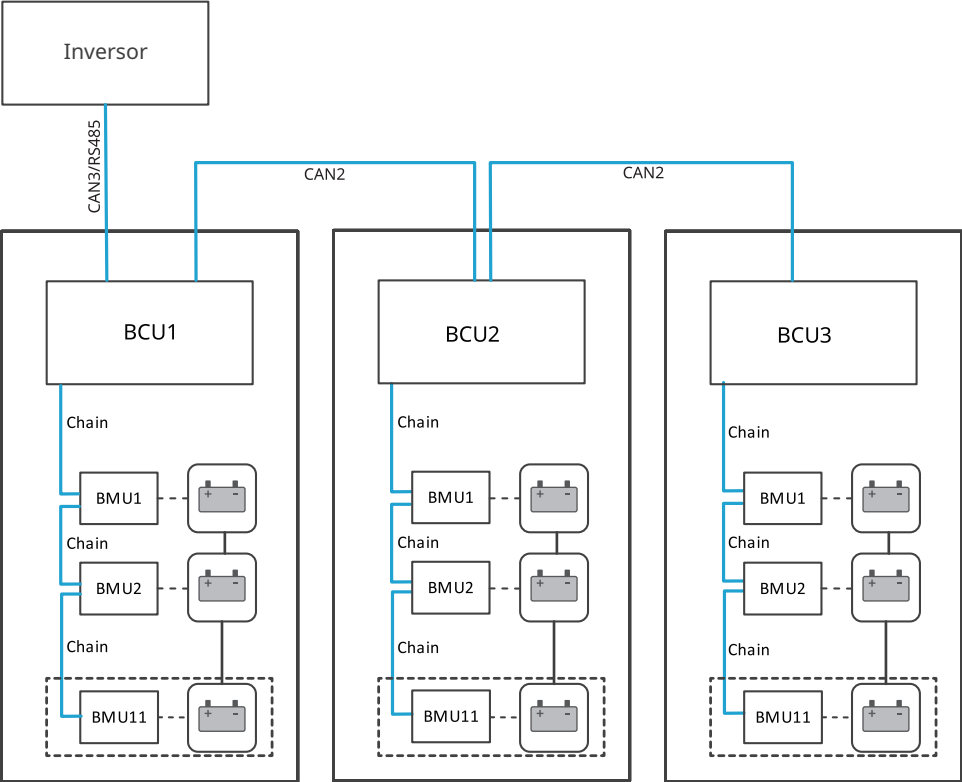 Inversor
CAN3/RS485
CAN2
CAN2
BCU1
BCU2
BCU3
Chain
Chain
Chain
BMU1
+ -
BMU1
+ -
BMU1
+ -
Chain
Chain
Chain
BMU2
+ -
BMU2
+ -
BMU2
+ -
Chain
Chain
Chain
BMU11
+ -
BMU11
+ -
BMU11
+ -